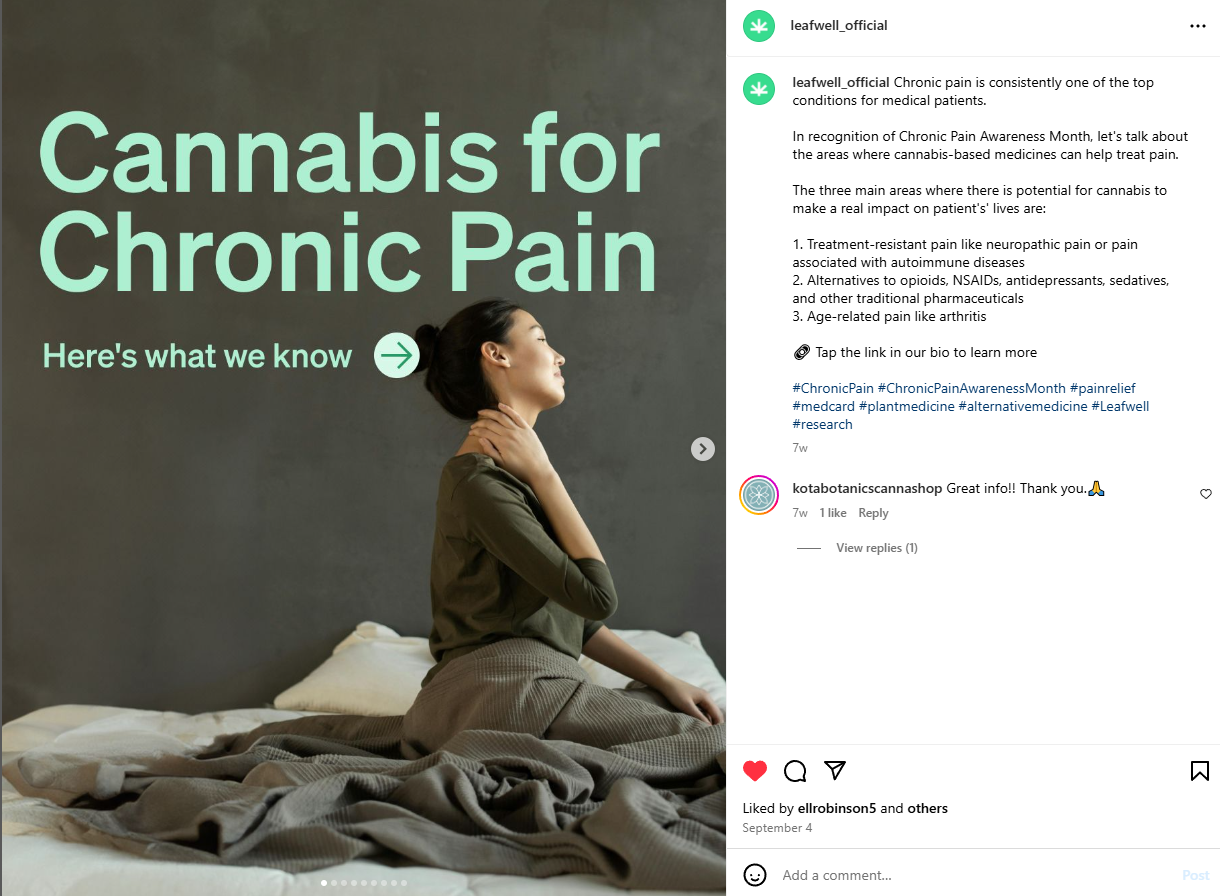 Cannabis for
Chronic Pain
Here's what we know
leafwell_official
leafwell_official Chronic pain is consistently one of the top
conditions for medical patients.
In recognition of Chronic Pain Awareness Month, let's talk about
the areas where cannabis-based medicines can help treat pain.
The three main areas where there is potential for cannabis to
make a real impact on patient's' lives are:
1. Treatment-resistant pain like neuropathic pain or pain
associated with autoimmune diseases
2. Alternatives to opioids, NSAIDs, antidepressants, sedatives,
and other traditional pharmaceuticals
3. Age-related pain like arthritis
🔗 Tap the link in our bio to learn more
#ChronicPain #ChronicPainAwarenessMonth #painrelief
#medcard #plantmedicine #alternativemedicine #Leafwell
#research
7w
kotabotanicscannashop Great info!! Thank you.🙏
7w 1 like Reply
View replies (1)
Liked by ellrobinson5 and others
September 4
Add a comment...
Post